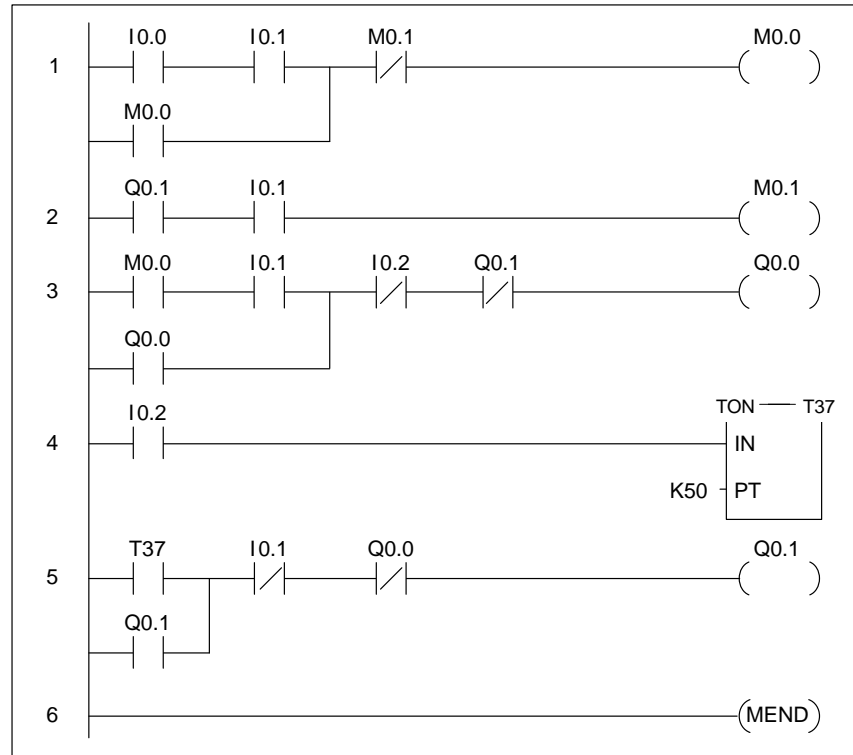 I0.0 I0.1 M0.1 M0.0
1
M0.0
Q0.1 I0.1 M0.1
2
M0.0 I0.1 I0.2 Q0.1 Q0.0
3
Q0.0
I0.2 TON T37
4 IN
K50 PT
T37 I0.1 Q0.0 Q0.1
5
Q0.1
6 MEND